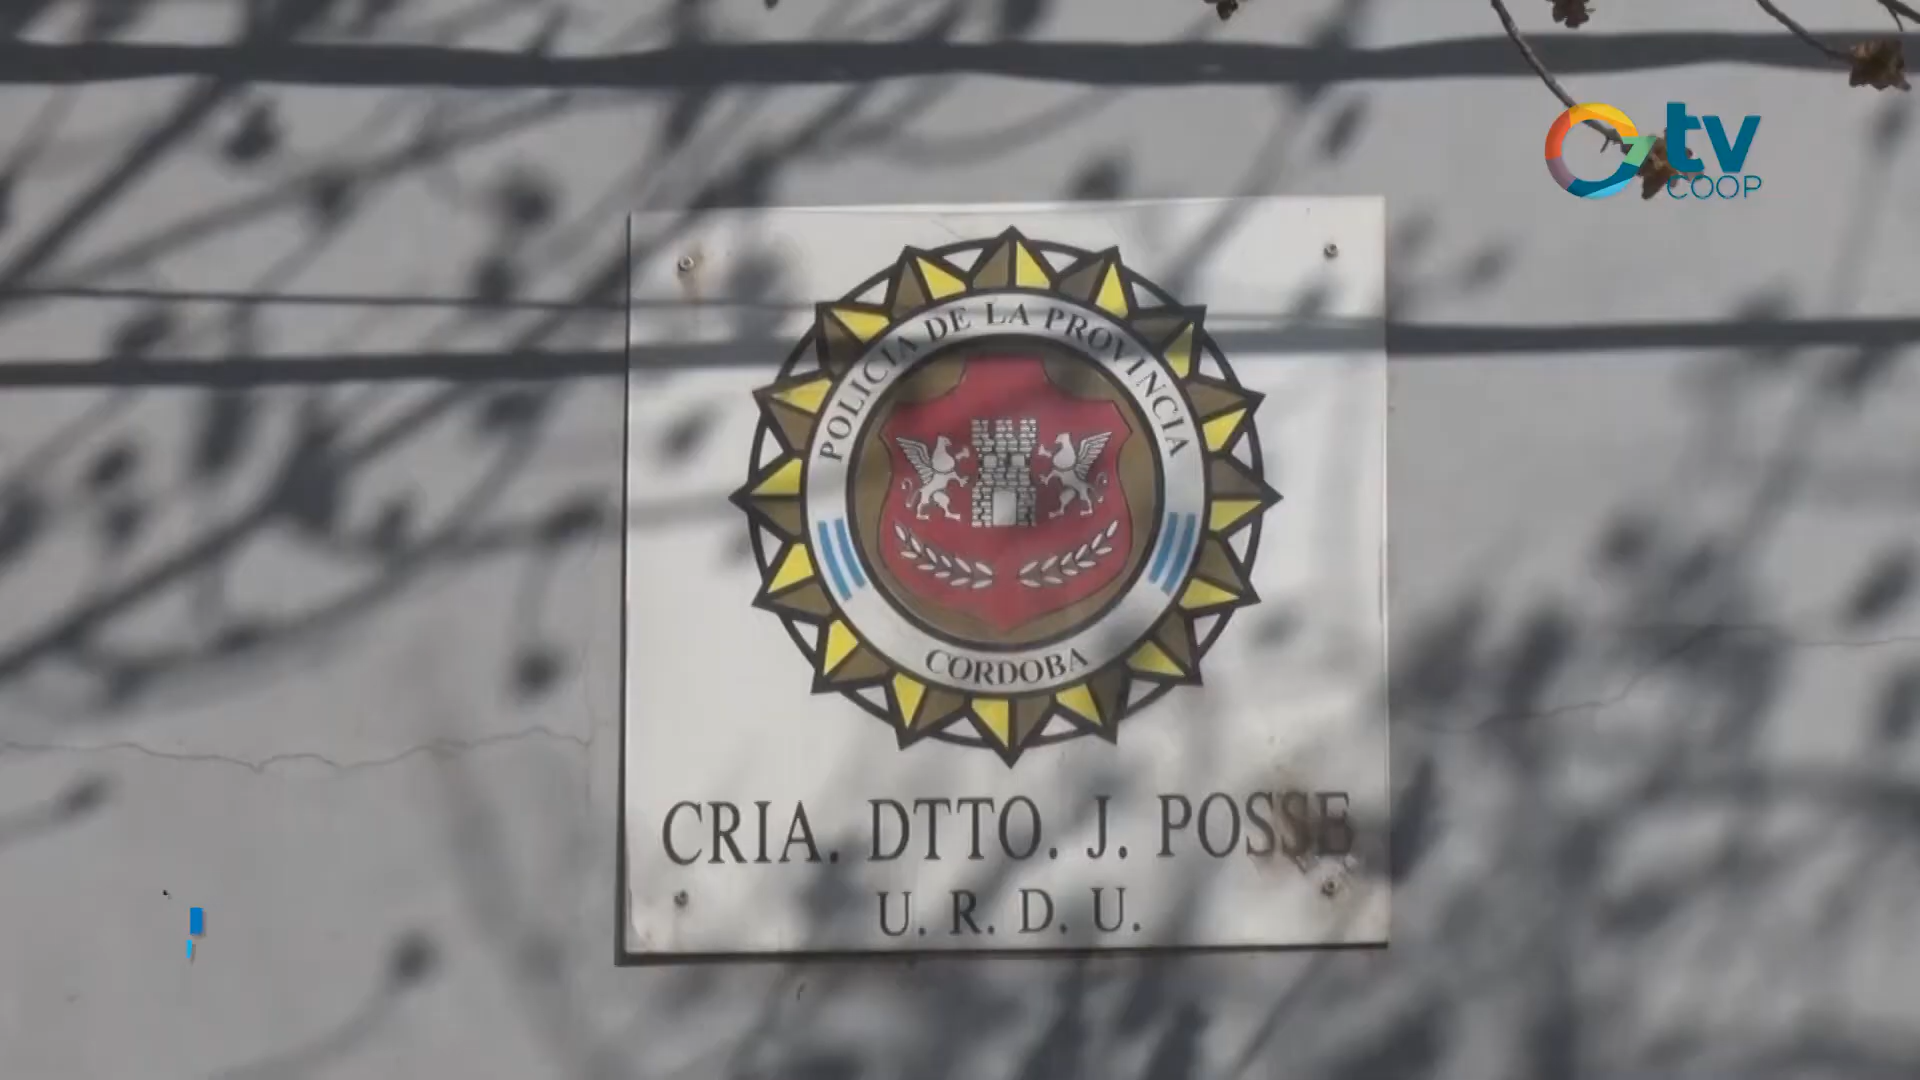 tv
COOP
POLICIA DE LA PROVINCIA
CORDOBA
CRIA. DTTO. J. POSSE
U. R. D. U.